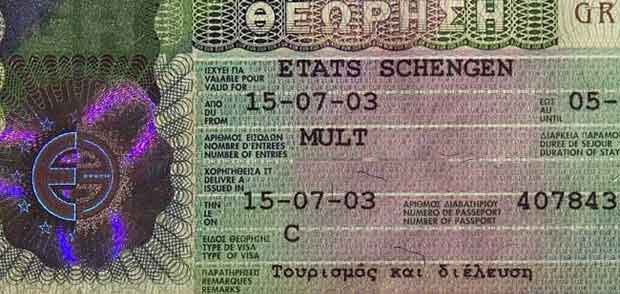 ΘΕΩΡΗΣΗ GR
ΙΣΧΥΕΙ ΓΙΑ
VALABLE POUR
VALID FOR
ETATS SCHENGEN
ΑΠΟ
DU
FROM
15-07-03
ΕΩΣ
AU
UNTIL
05-
ΑΡΙΘΜΟΣ ΕΙΣΟΔΩΝ
NOMBRE D'ENTREES
NUMBER OF ENTRIES
MULT
ΔΙΑΡΚΕΙΑ ΠΑΡΑΜΟ
DUREE DE SEJOUR
DURATION OF STAY
ΧΟΡΗΓΗΘΕΙΣΑ ΣΤ
DELIVRE A
ISSUED IN
ΤΗΝ
LE
ON
15-07-03
ΑΡΙΘΜΟΣ ΔΙΑΒΑΤΗΡΙΟΥ
NUMERO DE PASSEPORT
NUMBER OF PASSPORT
407843
ΕΙΔΟΣ ΘΕΩΡΗΣΗΣ
TYPE DE VISA
TYPE OF VISA
C
ΠΑΡΑΤΗΡΗΣΕΙΣ
REMARQUES
REMARKS
Τουρισμός και διέλευση